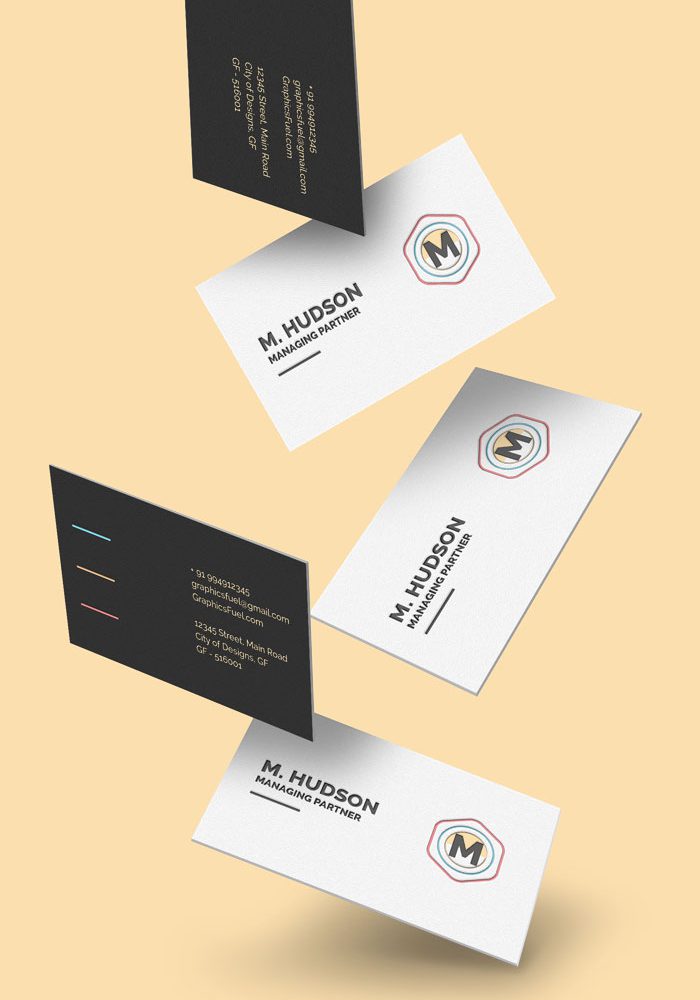 * 91 994912345
graphicsfuel@gmail.com
GraphicsFuel.com
12345 Street, Main Road
City of Designs, GF
GF - 516001
M
M. HUDSON
MANAGING PARTNER
M
M. HUDSON
MANAGING PARTNER
* 91 994912345
graphicsfuel@gmail.com
GraphicsFuel.com
12345 Street, Main Road
City of Designs, GF
GF - 516001
M. HUDSON
MANAGING PARTNER
M